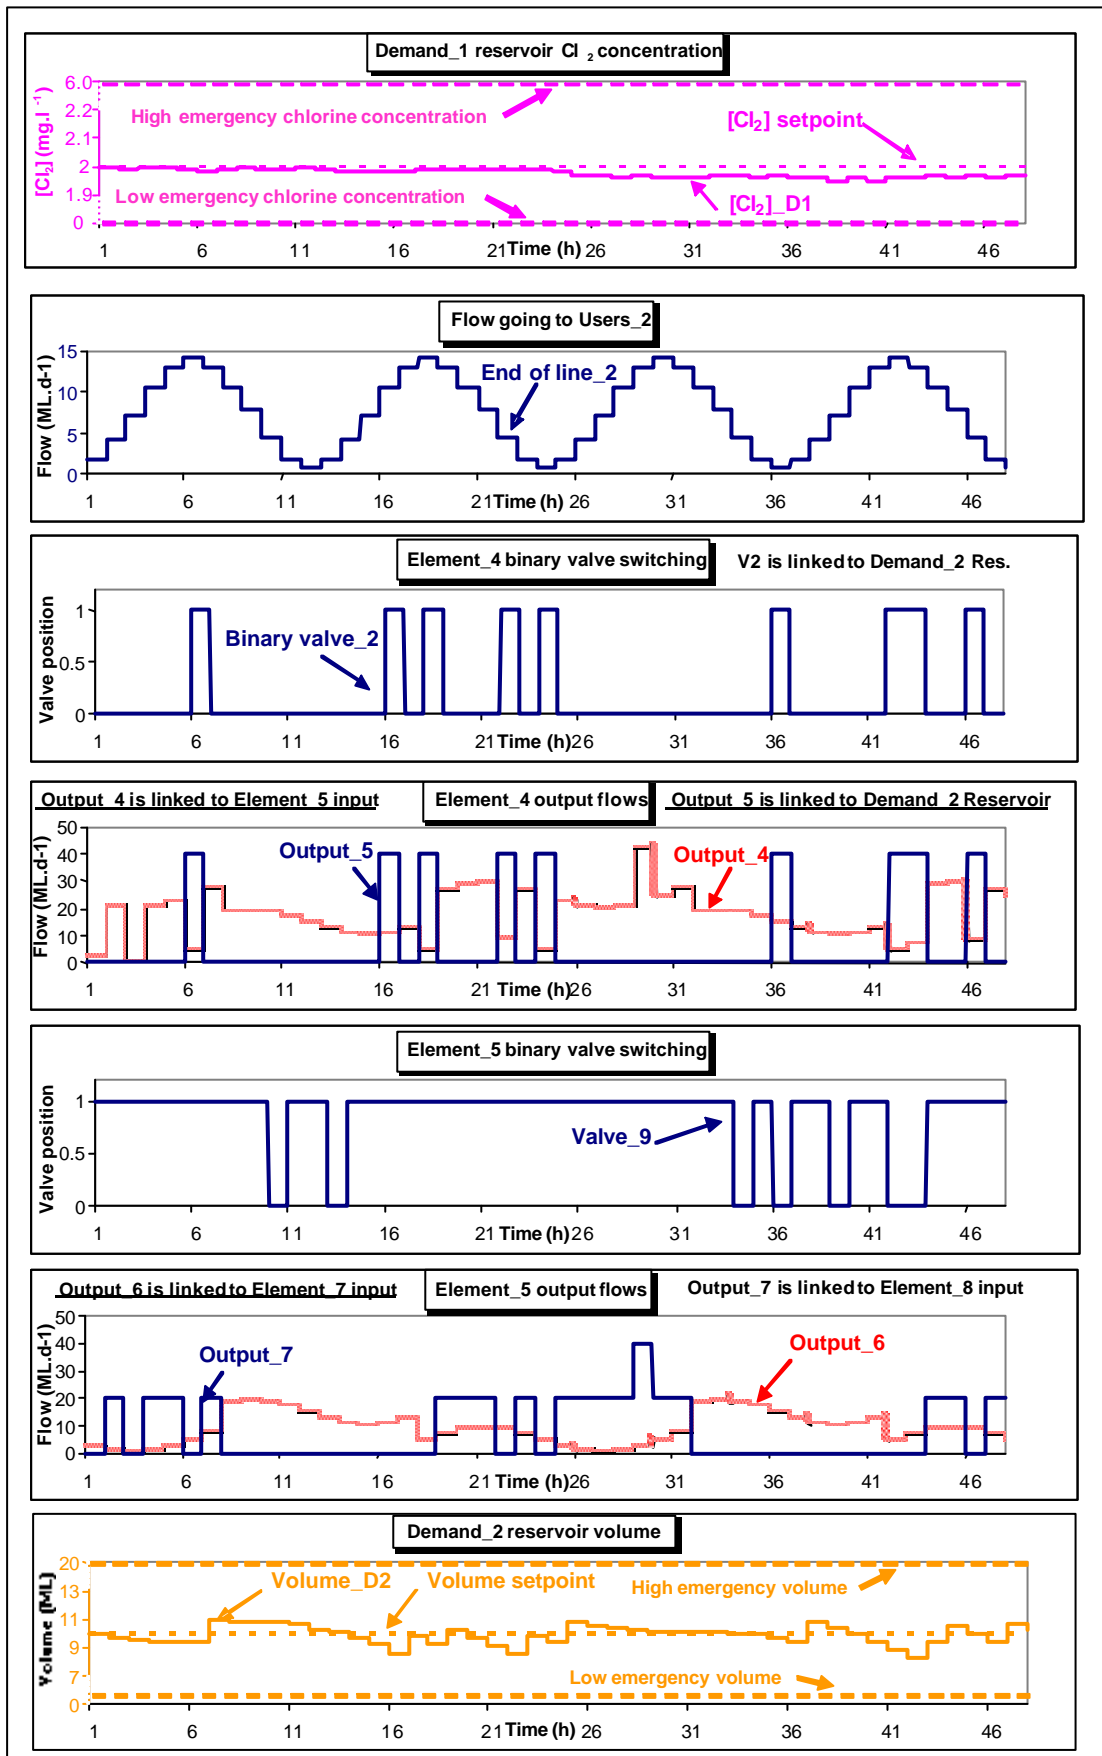 Demand_1 reservoir Cl 2 concentration
[Cl2] (mg.l -1)
6.0
2.2
2.1
2
1.9
0
High emergency chlorine concentration
[Cl2] setpoint
Low emergency chlorine concentration
[Cl2]_D1
1 6 11 16 21 Time (h) 26 31 36 41 46
Flow going to Users_2
Flow (ML.d-1)
15
10
5
0
End of line_2
1 6 11 16 21 Time (h) 26 31 36 41 46
Element_4 binary valve switching
V2 is linked to Demand_2 Res.
Valve position
1
0.5
0
Binary valve_2
1 6 11 16 21 Time (h) 26 31 36 41 46
Output_4 is linked to Element_5 input
Element_4 output flows
Output_5 is linked to Demand_2 Reservoir
Flow (ML.d-1)
50
40
30
20
10
0
Output_5
Output_4
1 6 11 16 21 Time (h) 26 31 36 41 46
Element_5 binary valve switching
Valve position
1
0.5
0
Valve_9
1 6 11 16 21 Time (h) 26 31 36 41 46
Output_6 is linked to Element_7 input
Element_5 output flows
Output_7 is linked to Element_8 input
Flow (ML.d-1)
50
40
30
20
10
0
Output_7
Output_6
1 6 11 16 21 Time (h) 26 31 36 41 46
Demand_2 reservoir volume
Volume [ML]
20
13
11
9
7
0
Volume_D2
Volume setpoint
High emergency volume
Low emergency volume
1 6 11 16 21 Time (h) 26 31 36 41 46